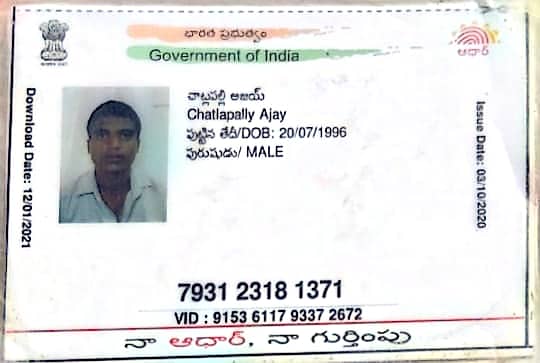 భారత ప్రభుత్వం
Government of India
ఆధార్
చాట్లపల్లి అజయ్
Chatlapally Ajay
పుట్టిన తేదీ/DOB: 20/07/1996
పురుషుడు/ MALE
Download Date: 12/01/2021
Issue Date: 03/10/2020
7931 2318 1371
VID : 9153 6117 9337 2672
నా ఆధార్, నా గుర్తింపు